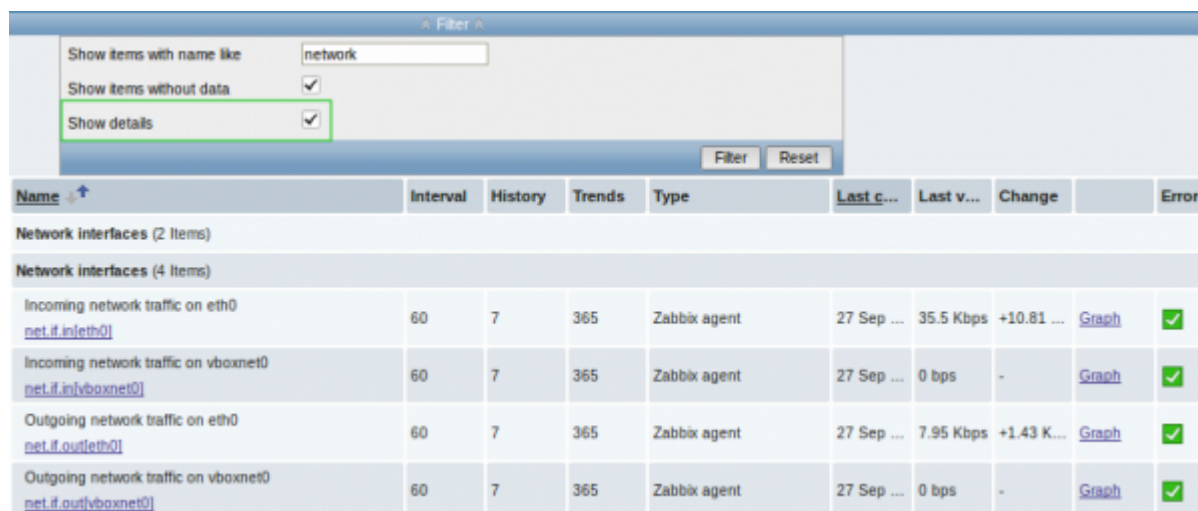 Filter
Show items with name like network
Show items without data
Show details
Filter Reset
Name Interval History Trends Type Last c... Last v... Change Error
Network interfaces (2 Items)
Network interfaces (4 Items)
Incoming network traffic on eth0
net.if.in[eth0] 60 7 365 Zabbix agent 27 Sep ... 35.5 Kbps +10.81 ... Graph
Incoming network traffic on vboxnet0
net.if.in[vboxnet0] 60 7 365 Zabbix agent 27 Sep ... 0 bps - Graph
Outgoing network traffic on eth0
net.if.out[eth0] 60 7 365 Zabbix agent 27 Sep ... 7.95 Kbps +1.43 K... Graph
Outgoing network traffic on vboxnet0
net.if.out[vboxnet0] 60 7 365 Zabbix agent 27 Sep ... 0 bps - Graph